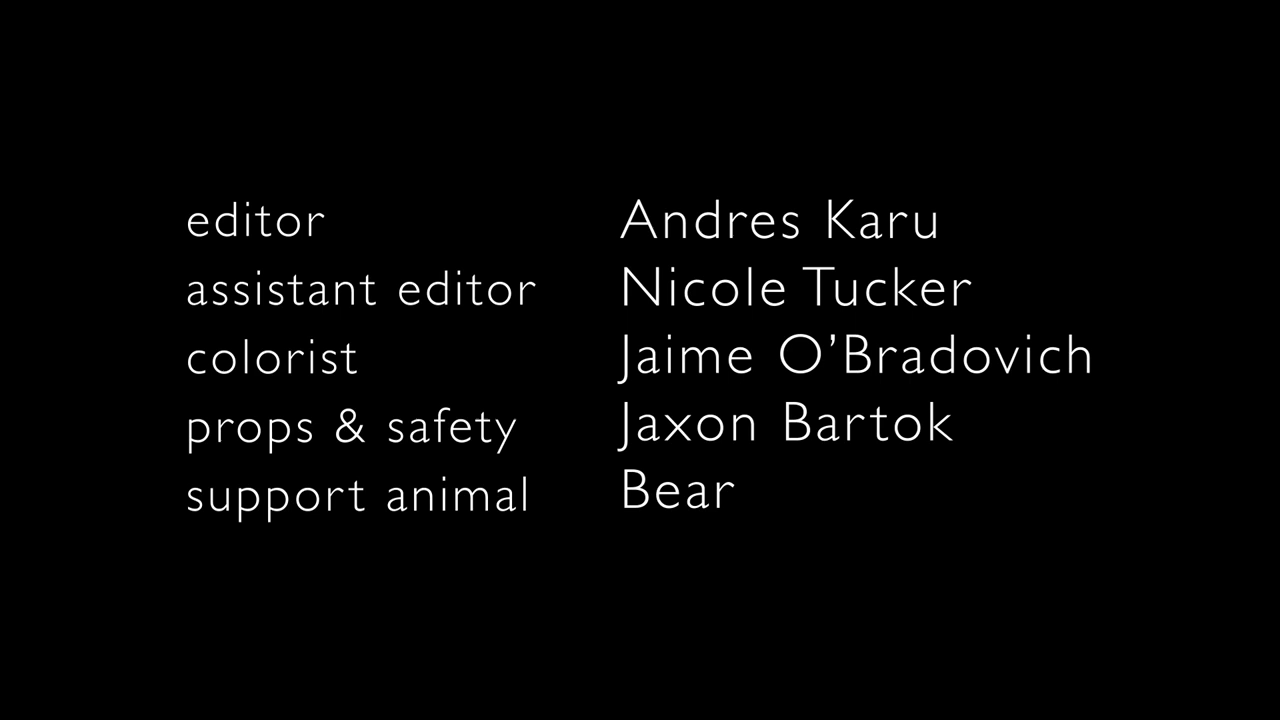 editor Andres Karu
assistant editor Nicole Tucker
colorist Jaime O’Bradovich
props & safety Jaxon Bartok
support animal Bear